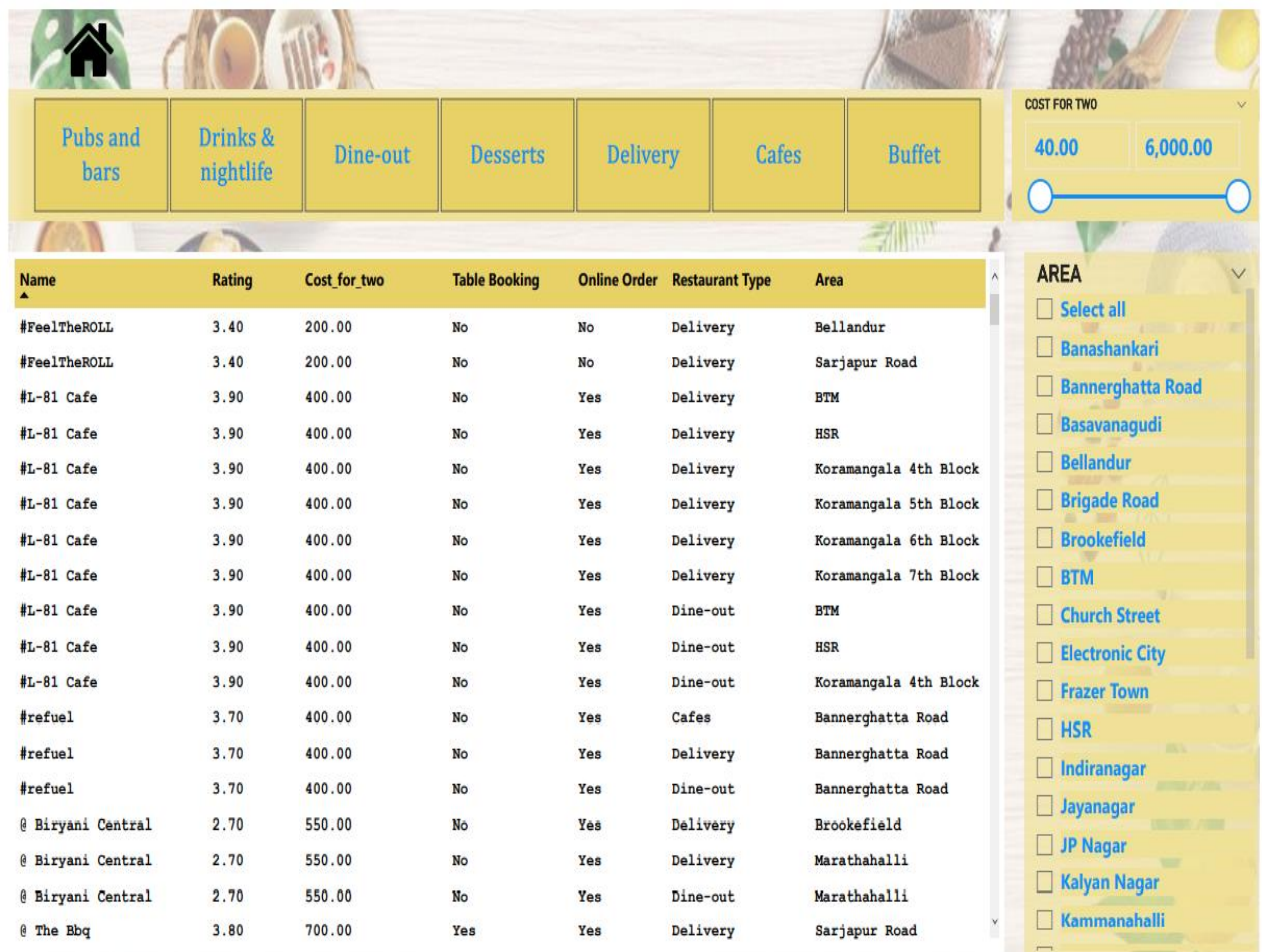 Pubs and
bars
Drinks &
nightlife
Dine-out
Desserts
Delivery
Cafes
Buffet
COST FOR TWO
40.00 6,000.00
Name Rating Cost_for_two Table Booking Online Order Restaurant Type Area
#FeelTheROLL 3.40 200.00 No No Delivery Bellandur
#FeelTheROLL 3.40 200.00 No No Delivery Sarjapur Road
#L-81 Cafe 3.90 400.00 No Yes Delivery BTM
#L-81 Cafe 3.90 400.00 No Yes Delivery HSR
#L-81 Cafe 3.90 400.00 No Yes Delivery Koramangala 4th Block
#L-81 Cafe 3.90 400.00 No Yes Delivery Koramangala 5th Block
#L-81 Cafe 3.90 400.00 No Yes Delivery Koramangala 6th Block
#L-81 Cafe 3.90 400.00 No Yes Delivery Koramangala 7th Block
#L-81 Cafe 3.90 400.00 No Yes Dine-out BTM
#L-81 Cafe 3.90 400.00 No Yes Dine-out HSR
#L-81 Cafe 3.90 400.00 No Yes Dine-out Koramangala 4th Block
#refuel 3.70 400.00 No Yes Cafes Bannerghatta Road
#refuel 3.70 400.00 No Yes Delivery Bannerghatta Road
#refuel 3.70 400.00 No Yes Dine-out Bannerghatta Road
@ Biryani Central 2.70 550.00 No Yes Delivery Brookefield
@ Biryani Central 2.70 550.00 No Yes Delivery Marathahalli
@ Biryani Central 2.70 550.00 No Yes Dine-out Marathahalli
@ The Bbq 3.80 700.00 Yes Yes Delivery Sarjapur Road
AREA
Select all
Banashankari
Bannerghatta Road
Basavanagudi
Bellandur
Brigade Road
Brookefield
BTM
Church Street
Electronic City
Frazer Town
HSR
Indiranagar
Jayanagar
JP Nagar
Kalyan Nagar
Kammanahalli